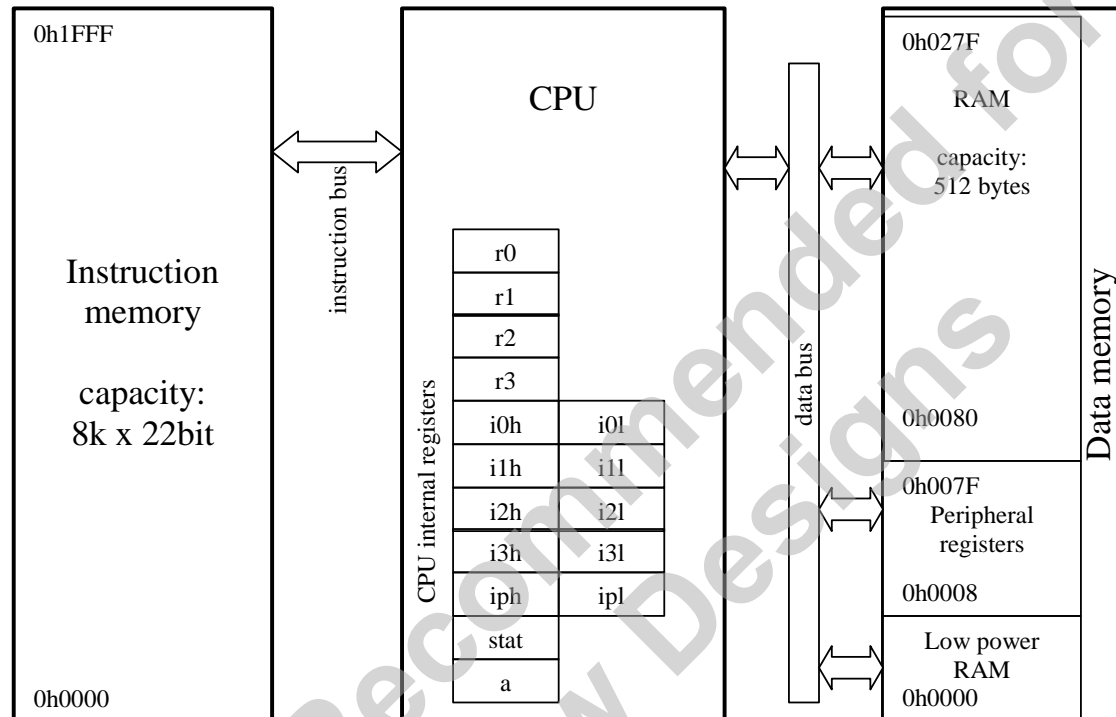 0h1FFF
Instruction
memory
capacity:
8k x 22bit
0h0000
instruction bus
CPU
CPU internal registers
r0
r1
r2
r3
i0h i0l
i1h i1l
i2h i2l
i3h i3l
iph ipl
stat
a
data bus
0h027F
RAM
capacity:
512 bytes
0h0080
0h007F
Peripheral
registers
0h0008
Low power
RAM
0h0000
Data memory
Recommended for
Designs